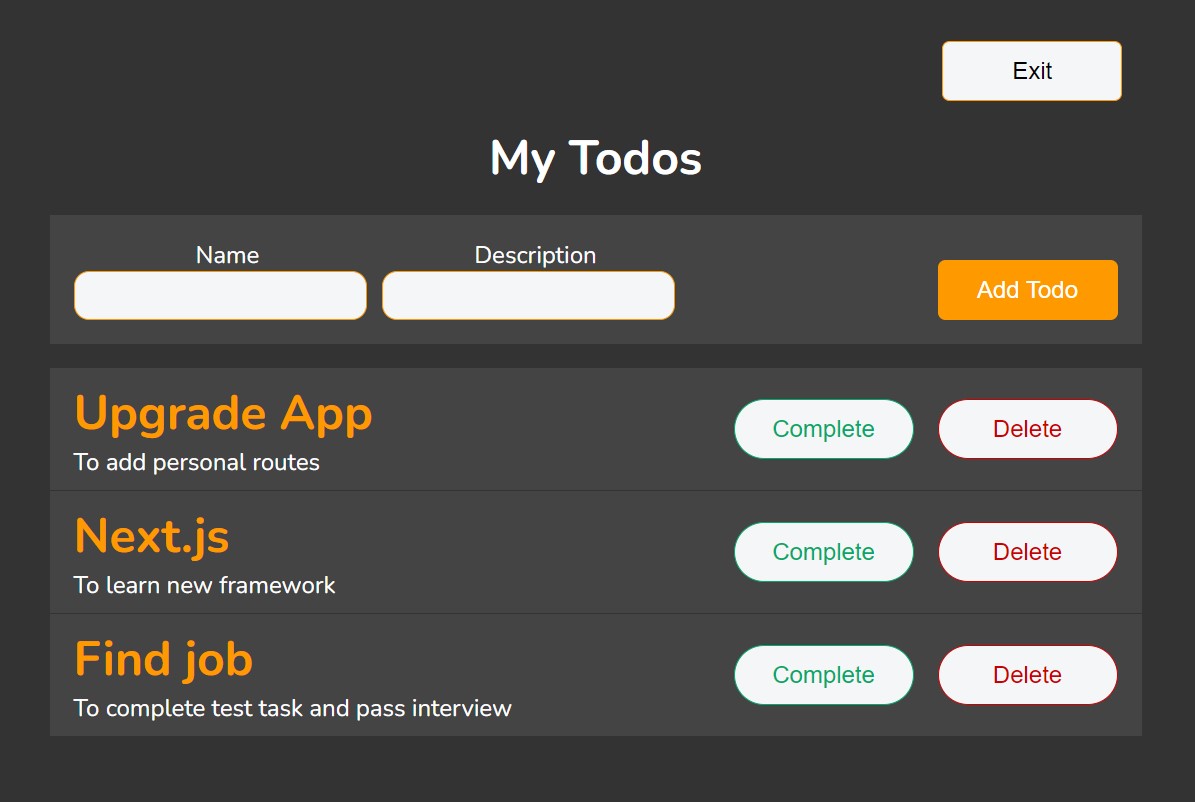 Exit
My Todos
Name Description
Add Todo
Upgrade App
To add personal routes
Complete Delete
Next.js
To learn new framework
Complete Delete
Find job
To complete test task and pass interview
Complete Delete